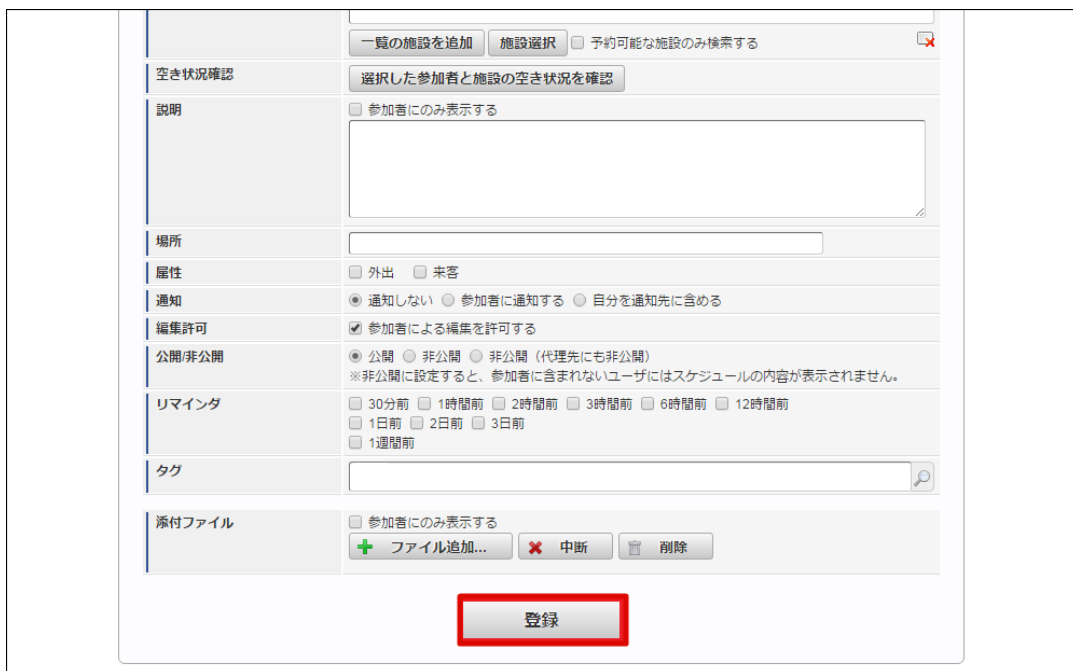 一覧の施設を追加 施設選択 予約可能な施設のみ検索する
空き状況確認 選択した参加者と施設の空き状況を確認
説明 参加者にのみ表示する
場所
属性 外出 来客
通知 通知しない 参加者に通知する 自分を通知先に含める
編集許可 参加者による編集を許可する
公開/非公開 公開 非公開 非公開（代理先にも非公開）
※非公開に設定すると、参加者に含まれないユーザにはスケジュールの内容が表示されません。
リマインダ 30分前 1時間前 2時間前 3時間前 6時間前 12時間前
1日前 2日前 3日前
1週間前
タグ
添付ファイル 参加者にのみ表示する
ファイル追加... 中断 削除
登録